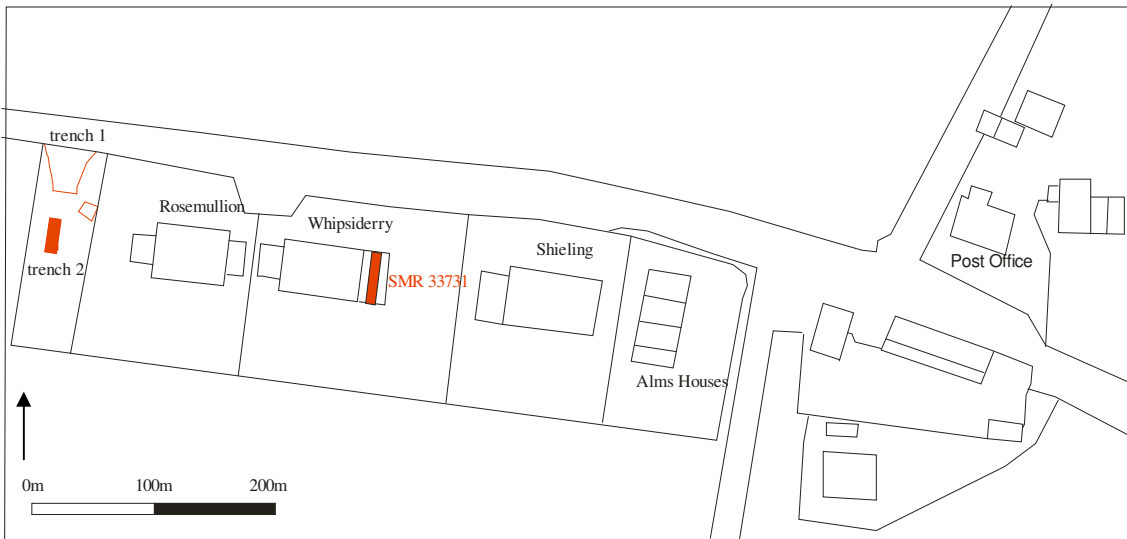 trench 1
Rosemullion
Whipsiderry
Shieling
Post Office
trench 2
SMR 33731
Alms Houses
0m 100m 200m